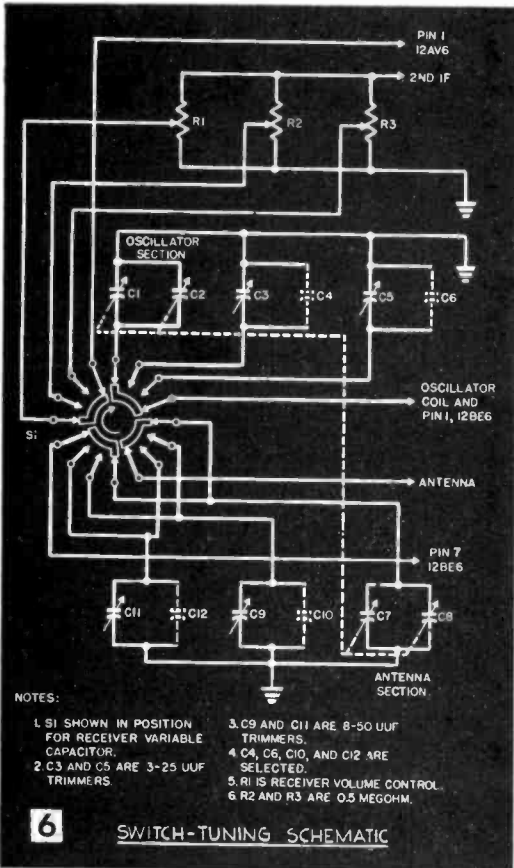 PIN 1
12AV6
2ND IF
R1
R2
R3
OSCILLATOR
SECTION
C1
C2
C3
C4
C5
C6
S1
OSCILLATOR
COIL AND
PIN 1, 12BE6
ANTENNA
PIN 7
12BE6
C11
C12
C9
C10
C7
C8
ANTENNA
SECTION
NOTES:
1. S1 SHOWN IN POSITION
FOR RECEIVER VARIABLE
CAPACITOR.
2. C3 AND C5 ARE 3-25 UUF
TRIMMERS.
3. C9 AND C11 ARE 8-50 UUF
TRIMMERS.
4. C4, C6, C10, AND C12 ARE
SELECTED.
5. R1 IS RECEIVER VOLUME CONTROL.
6. R2 AND R3 ARE 0.5 MEGOHM.
6
SWITCH-TUNING SCHEMATIC